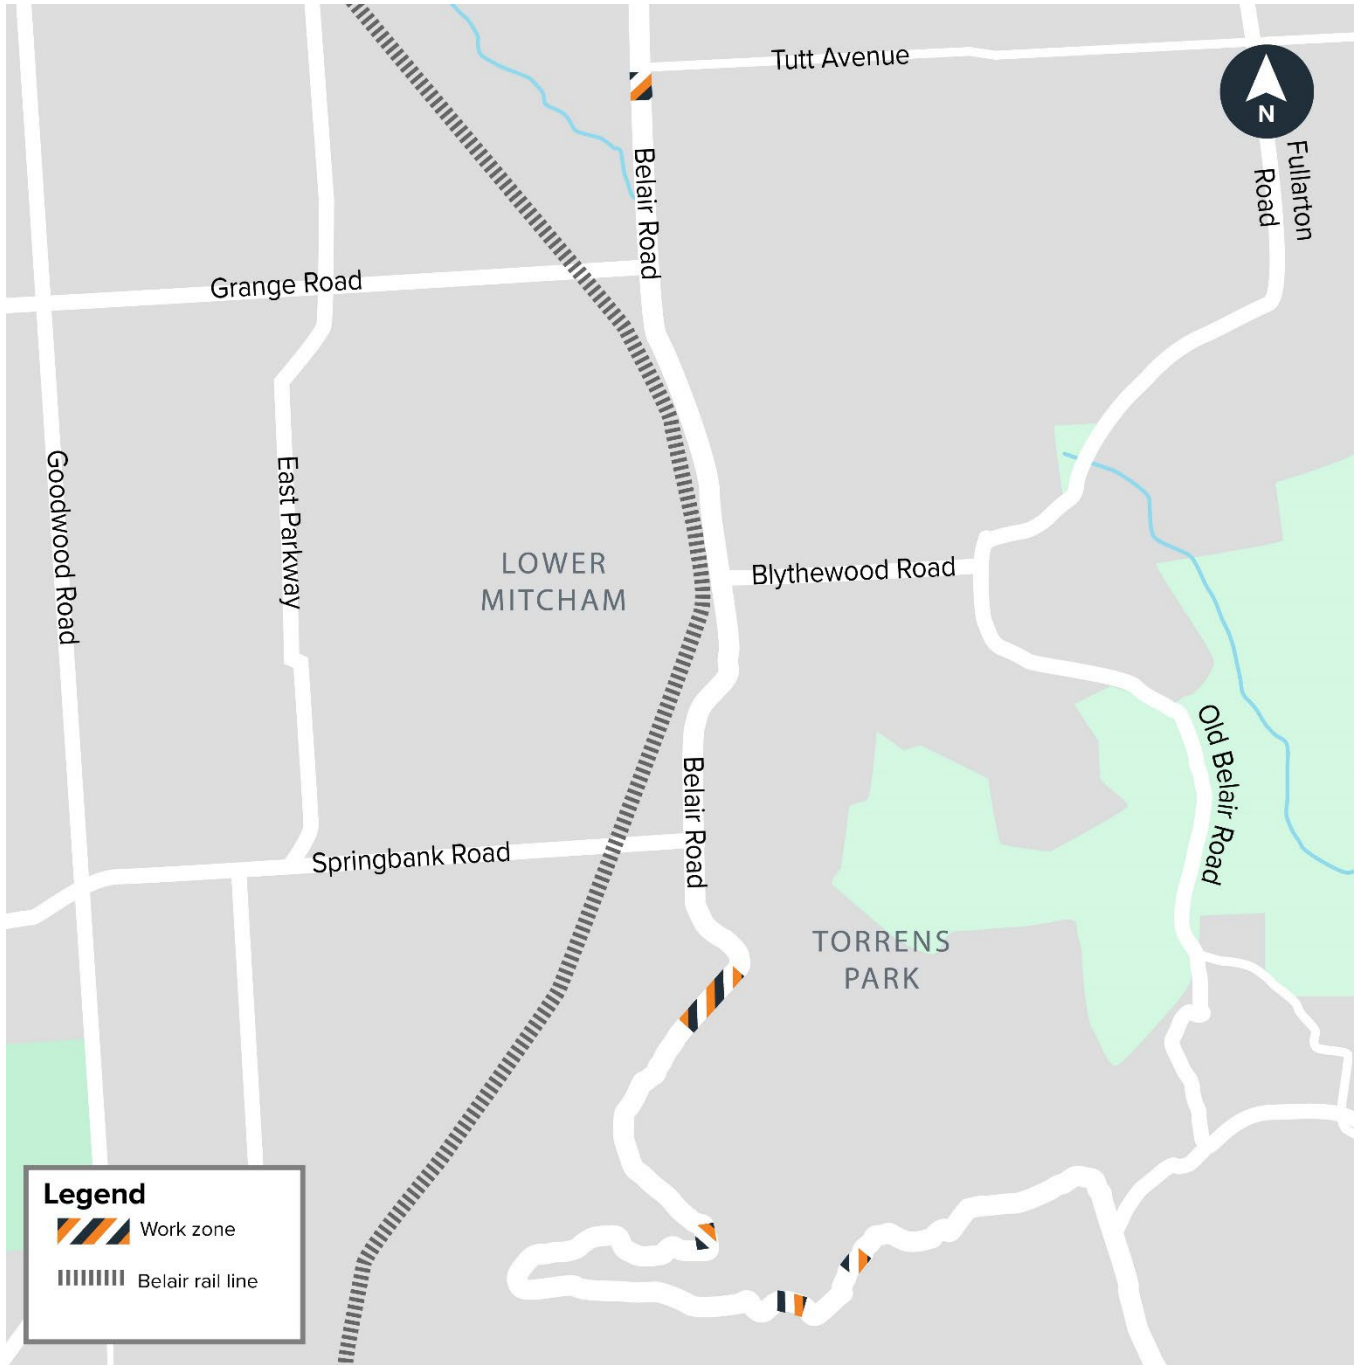 Tutt Avenue
N
Fullarton
Road
Belair Road
Grange Road
Goodwood Road
East Parkway
LOWER
MITCHAM
Blythewood Road
Old Belair Road
Belair Road
Springbank Road
TORRENS
PARK
Legend
Work zone
Belair rail line